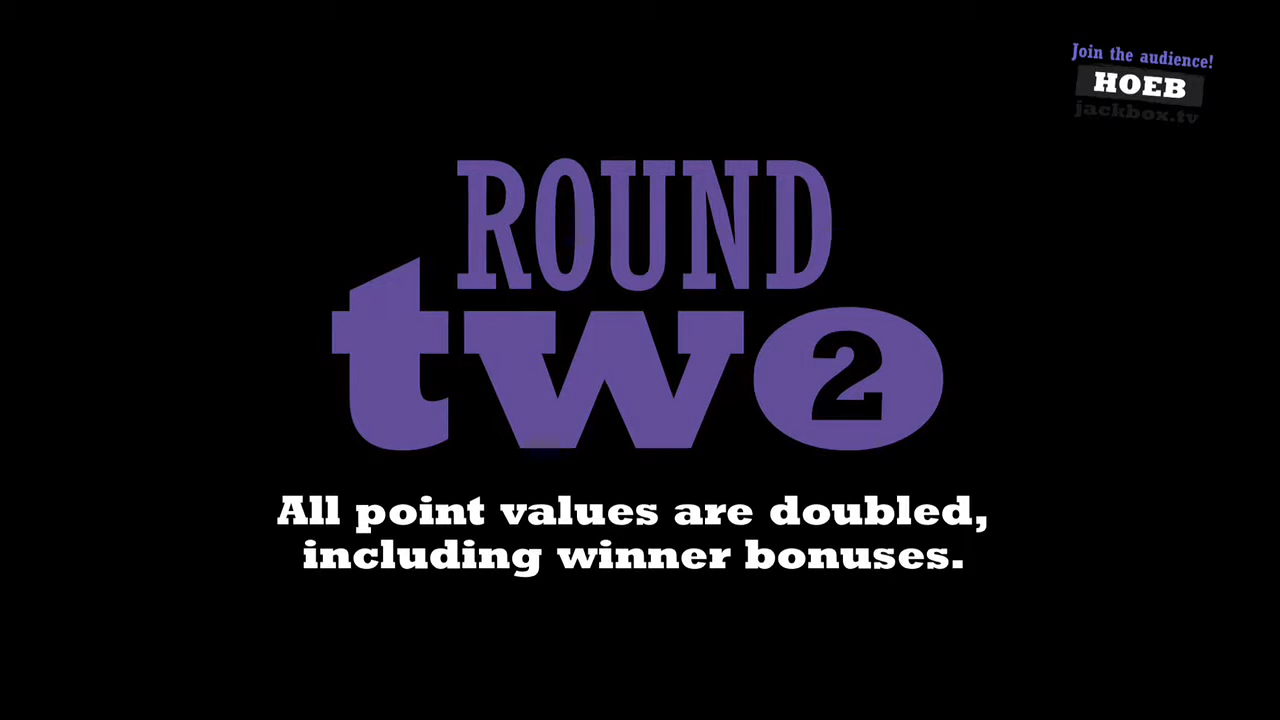 Join the audience!
HOEB
jackbox.tv
ROUND
two
2
All point values are doubled,
including winner bonuses.